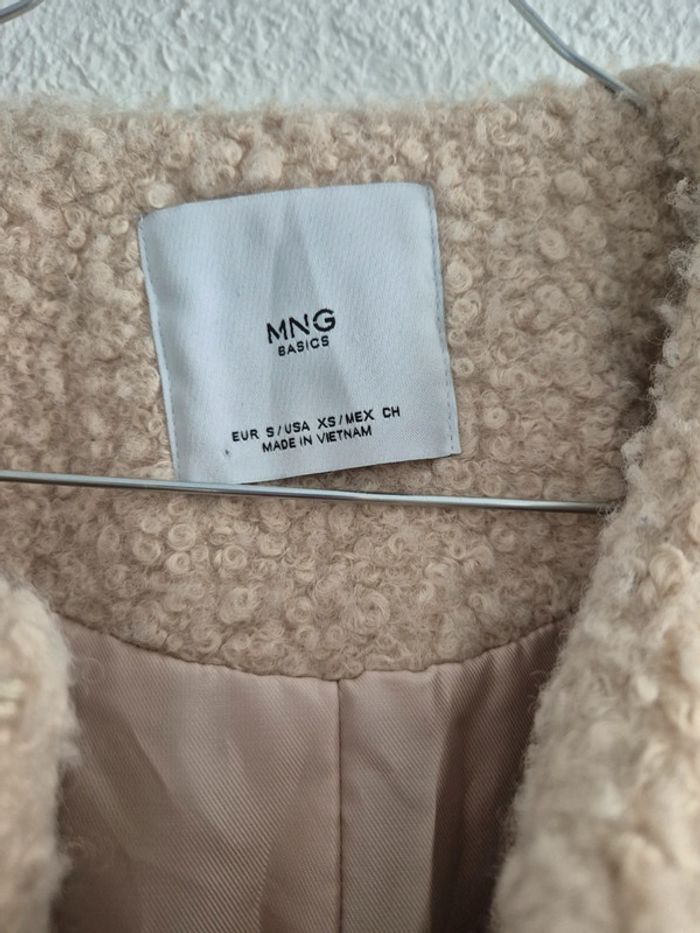 MNG
BASICS
EUR S/USA XS/MEX CH
MADE IN VIETNAM